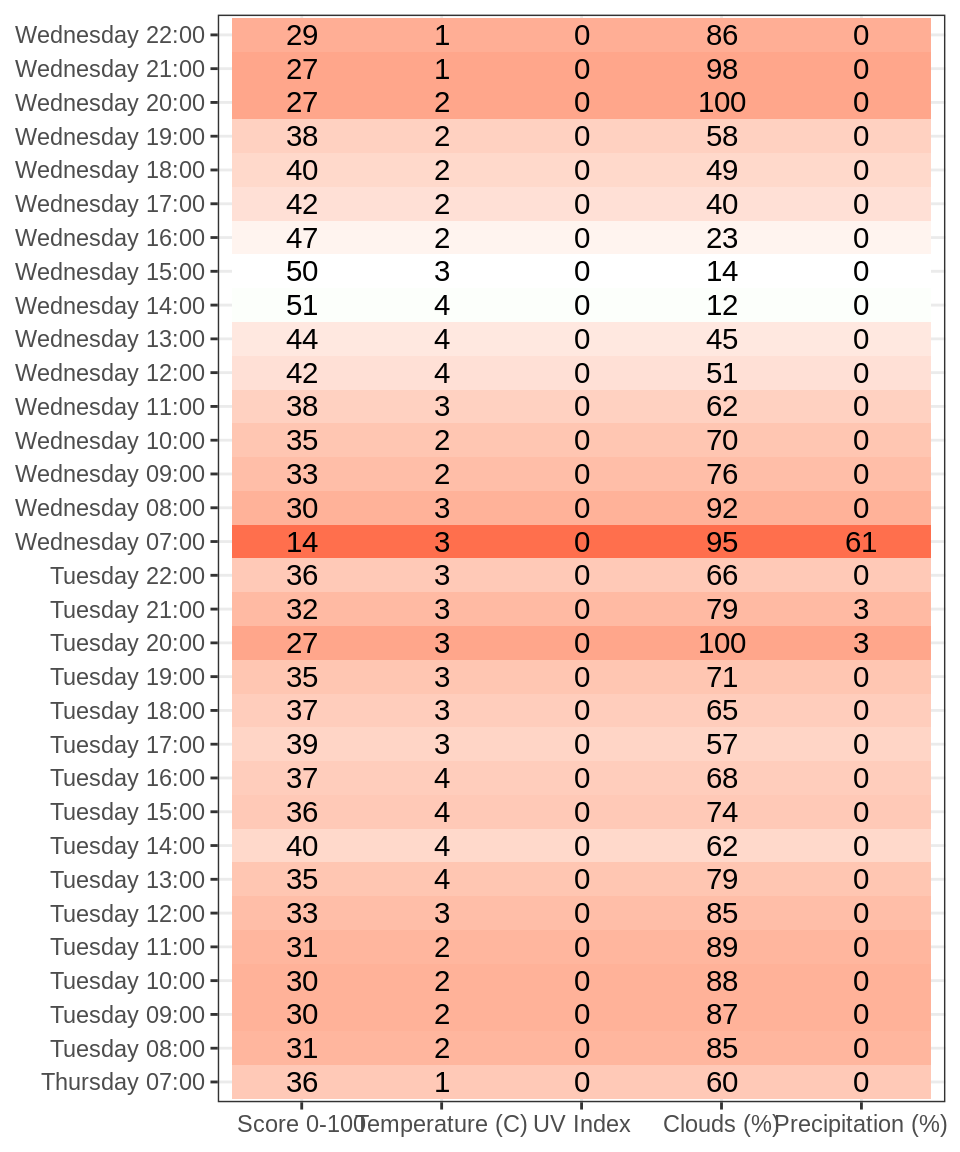 Wednesday 22:00 29 1 0 86 0
Wednesday 21:00 27 1 0 98 0
Wednesday 20:00 27 2 0 100 0
Wednesday 19:00 38 2 0 58 0
Wednesday 18:00 40 2 0 49 0
Wednesday 17:00 42 2 0 40 0
Wednesday 16:00 47 2 0 23 0
Wednesday 15:00 50 3 0 14 0
Wednesday 14:00 51 4 0 12 0
Wednesday 13:00 44 4 0 45 0
Wednesday 12:00 42 4 0 51 0
Wednesday 11:00 38 3 0 62 0
Wednesday 10:00 35 2 0 70 0
Wednesday 09:00 33 2 0 76 0
Wednesday 08:00 30 3 0 92 0
Wednesday 07:00 14 3 0 95 61
Tuesday 22:00 36 3 0 66 0
Tuesday 21:00 32 3 0 79 3
Tuesday 20:00 27 3 0 100 3
Tuesday 19:00 35 3 0 71 0
Tuesday 18:00 37 3 0 65 0
Tuesday 17:00 39 3 0 57 0
Tuesday 16:00 37 4 0 68 0
Tuesday 15:00 36 4 0 74 0
Tuesday 14:00 40 4 0 62 0
Tuesday 13:00 35 4 0 79 0
Tuesday 12:00 33 3 0 85 0
Tuesday 11:00 31 2 0 89 0
Tuesday 10:00 30 2 0 88 0
Tuesday 09:00 30 2 0 87 0
Tuesday 08:00 31 2 0 85 0
Thursday 07:00 36 1 0 60 0
Score 0-100 Temperature (C) UV Index Clouds (%) Precipitation (%)